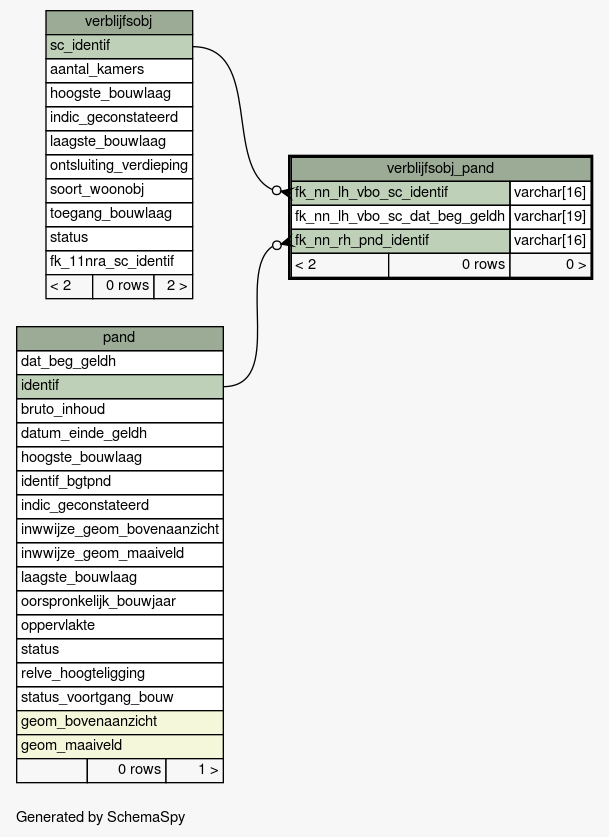 verblijfsobj
sc_identif
aantal_kamers
hoogste_bouwlaag
indic_geconstateerd
laagste_bouwlaag
ontsluiting_verdieping
soort_woonobj
toegang_bouwlaag
status
fk_11nra_sc_identif
< 2 0 rows 2 >
verblijfsobj_pand
fk_nn_lh_vbo_sc_identif varchar[16]
fk_nn_lh_vbo_sc_dat_beg_geldh varchar[19]
fk_nn_rh_pnd_identif varchar[16]
< 2 0 rows 0 >
pand
dat_beg_geldh
identif
bruto_inhoud
datum_einde_geldh
hoogste_bouwlaag
identif_bgtpnd
indic_geconstateerd
inwwijze_geom_bovenaanzicht
inwwijze_geom_maaiveld
laagste_bouwlaag
oorspronkelijk_bouwjaar
oppervlakte
status
relve_hoogteligging
status_voortgang_bouw
geom_bovenaanzicht
geom_maaiveld
0 rows 1 >
Generated by SchemaSpy